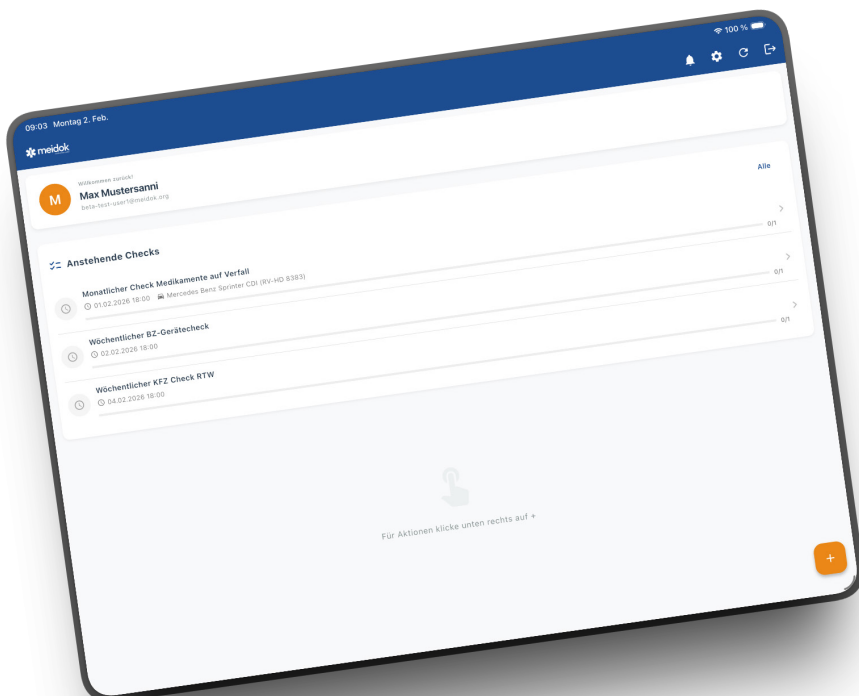 09:03 Montag 2. Feb.
100 %
meidok
Willkommen zurück!
M
Max Mustersanni
beta-test-user1@meidok.org
Anstehende Checks
Alle
Monatlicher Check Medikamente auf Verfall
01.02.2026 18:00 Mercedes Benz Sprinter CDI (RV-HD 8383)
0/1
Wöchentlicher BZ-Gerätecheck
02.02.2026 18:00
0/1
Wöchentlicher KFZ Check RTW
04.02.2026 18:00
0/1
Für Aktionen klicke unten rechts auf +
+